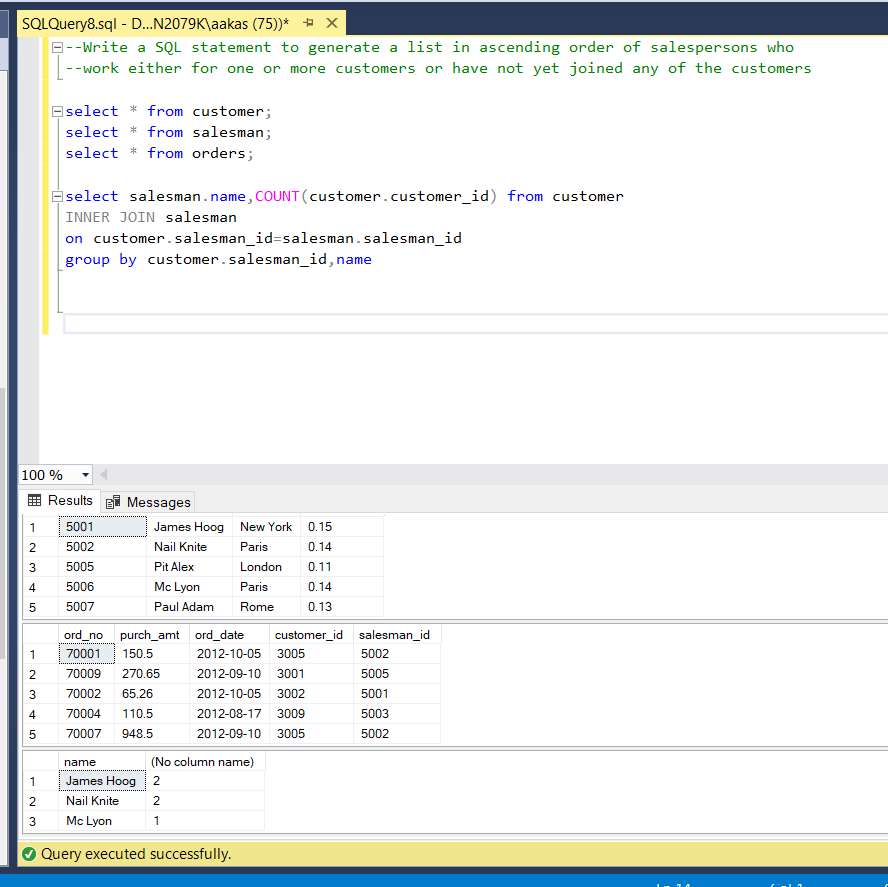 SQLQuery8.sql - D...N2079K\aakas (75))*
--Write a SQL statement to generate a list in ascending order of salespersons who
--work either for one or more customers or have not yet joined any of the customers
select * from customer;
select * from salesman;
select * from orders;
select salesman.name,COUNT(customer.customer_id) from customer
INNER JOIN salesman
on customer.salesman_id=salesman.salesman_id
group by customer.salesman_id,name
100 %
Results Messages
1 5001 James Hoog New York 0.15
2 5002 Nail Knite Paris 0.14
3 5005 Pit Alex London 0.11
4 5006 Mc Lyon Paris 0.14
5 5007 Paul Adam Rome 0.13
ord_no purch_amt ord_date customer_id salesman_id
1 70001 150.5 2012-10-05 3005 5002
2 70009 270.65 2012-09-10 3001 5005
3 70002 65.26 2012-10-05 3002 5001
4 70004 110.5 2012-08-17 3009 5003
5 70007 948.5 2012-09-10 3005 5002
name (No column name)
1 James Hoog 2
2 Nail Knite 2
3 Mc Lyon 1
Query executed successfully.